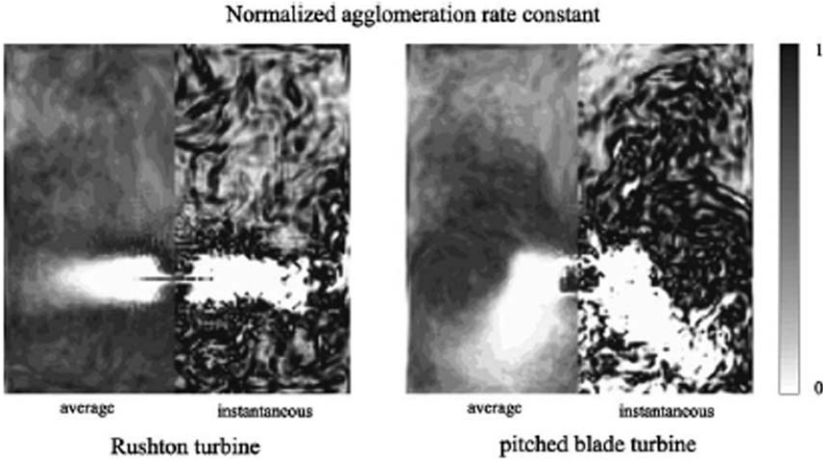 Normalized agglomeration rate constant
1
0
average
instantaneous
average
instantaneous
Rushton turbine
pitched blade turbine